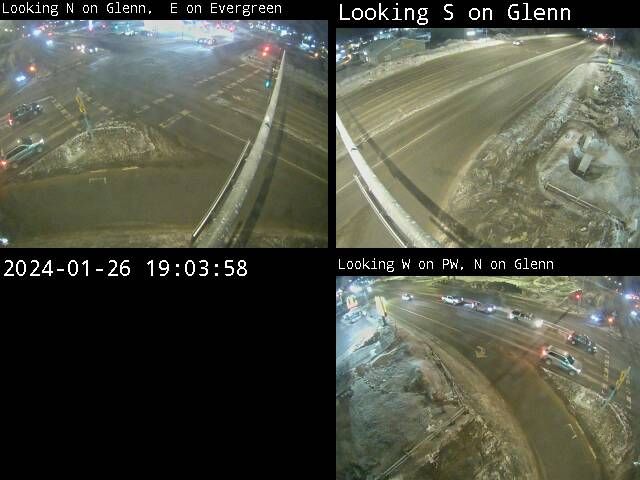 Looking N on Glenn,  E on Evergreen
Looking S on Glenn
2024-01-26 19:03:58
Looking W on PW, N on Glenn